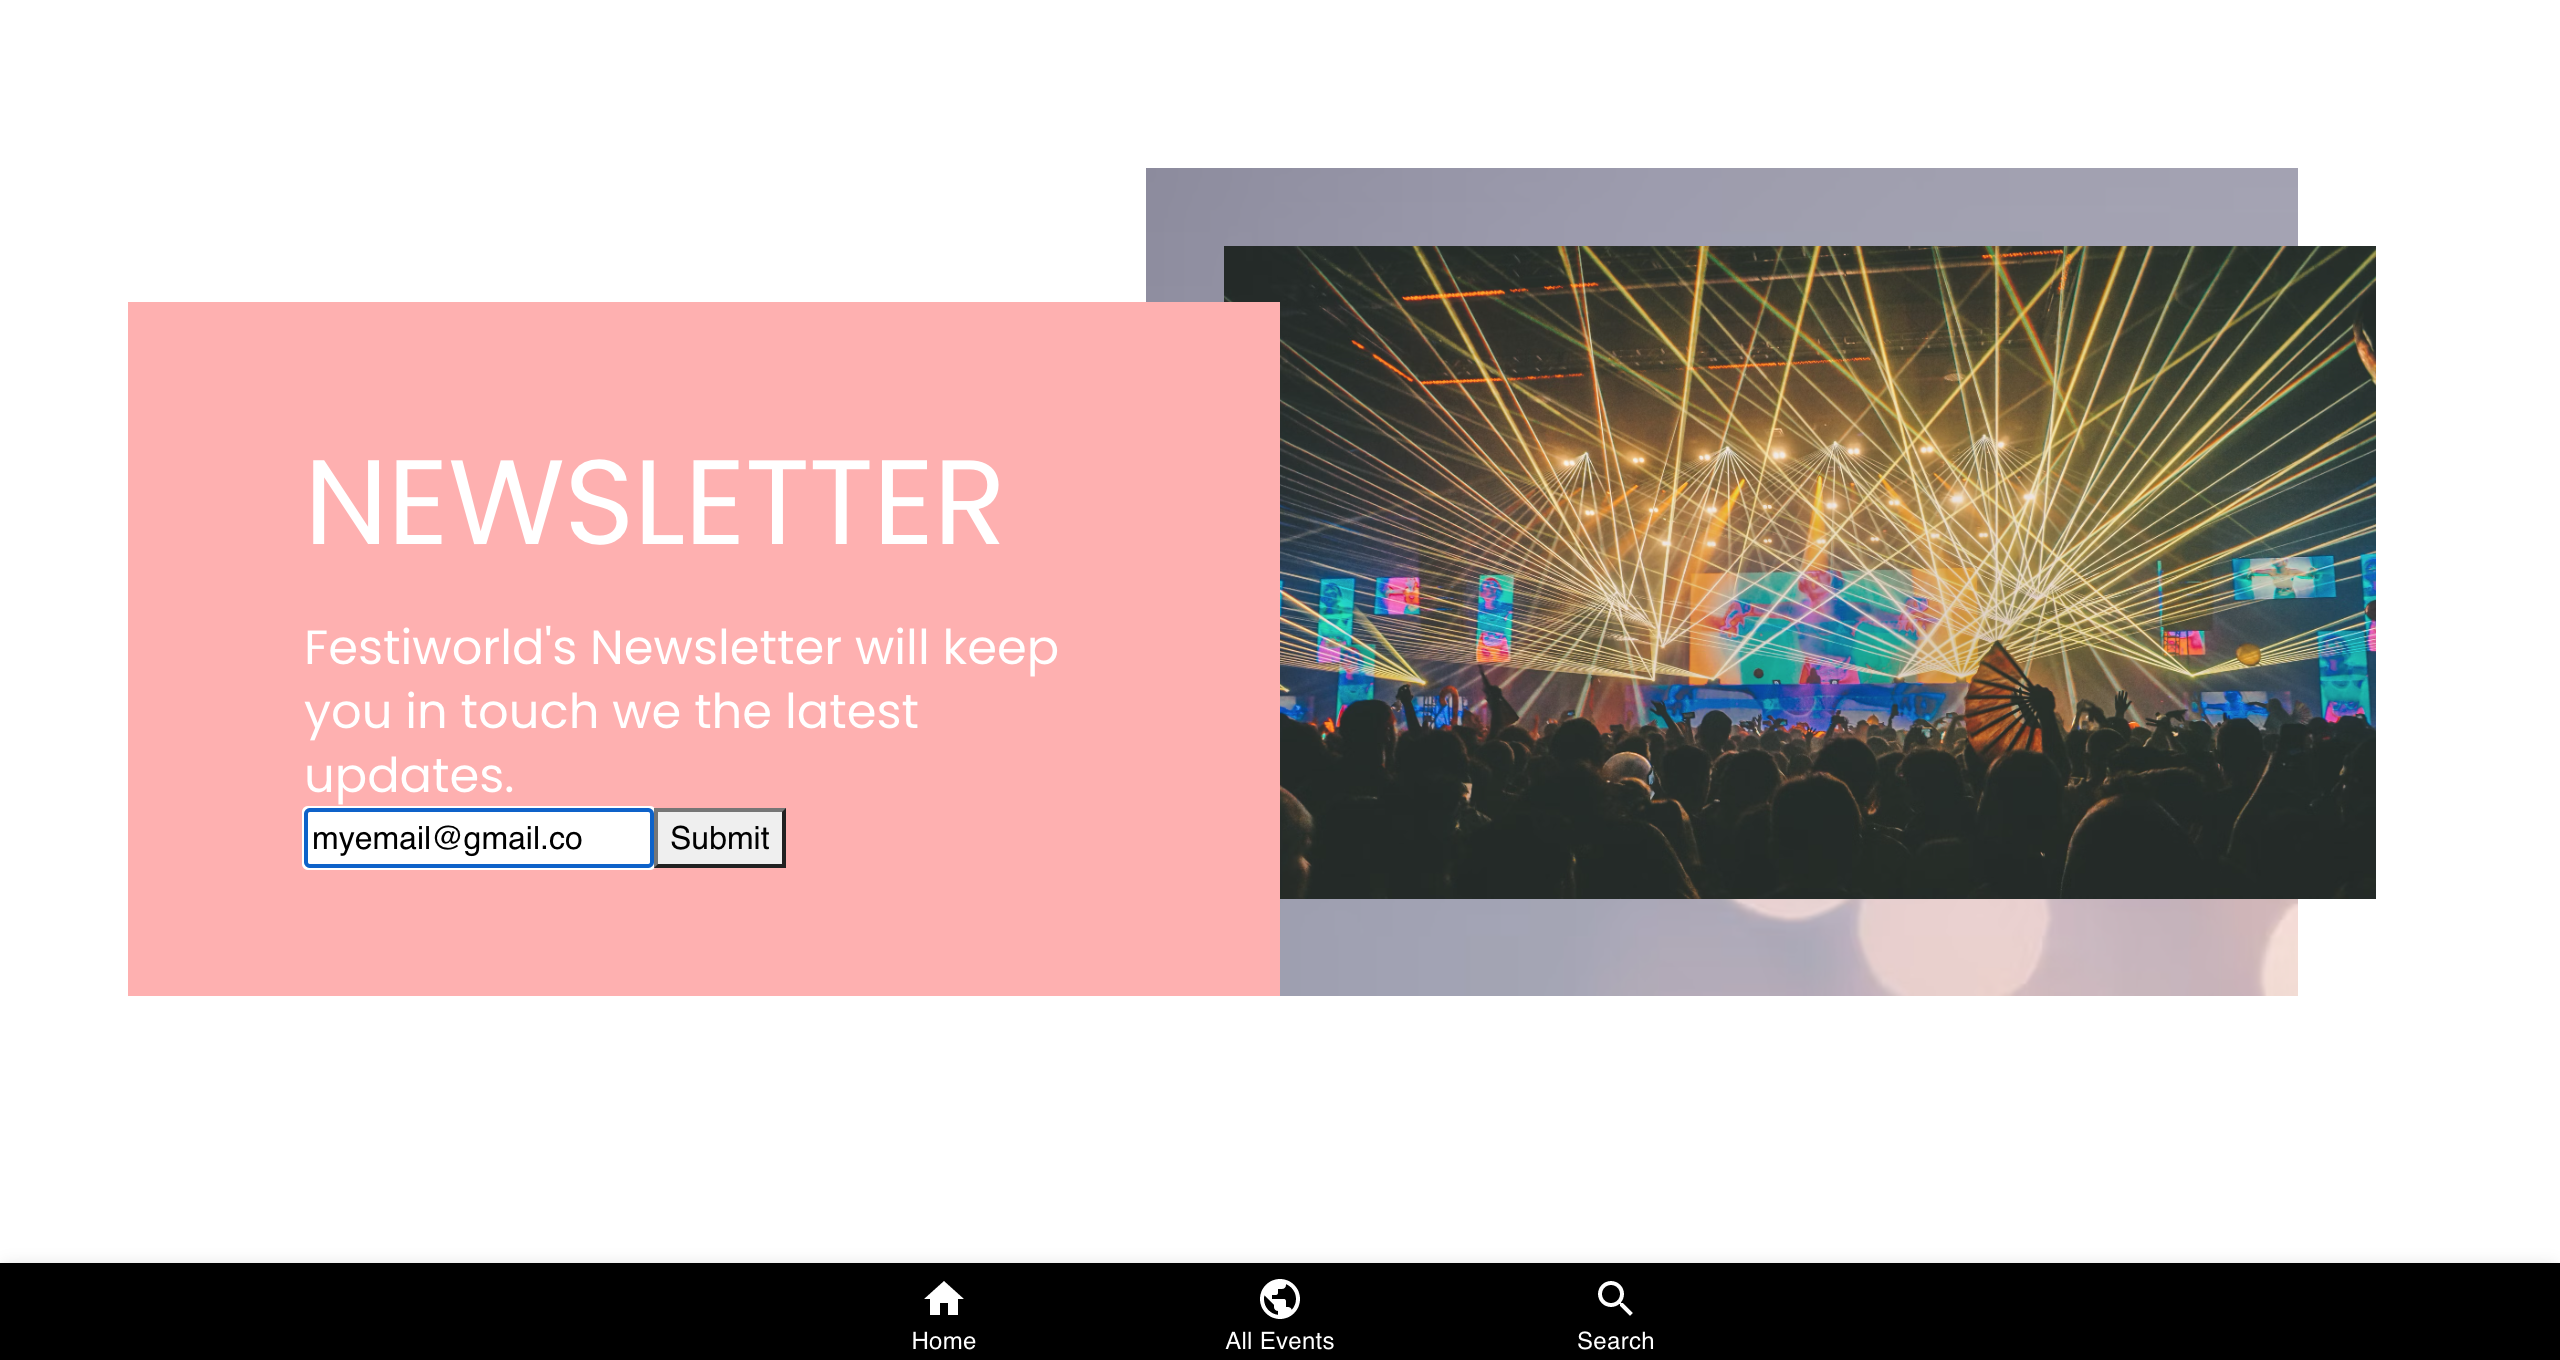 NEWSLETTER
Festiworld's Newsletter will keep
you in touch we the latest
updates.
myemail@gmail.co
Submit
Home
All Events
Search